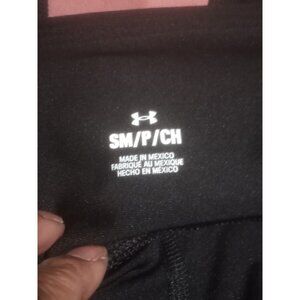 SM/P/CH
MADE IN MEXICO
FABRIQUÉ AU MEXIQUE
HECHO EN MÉXICO